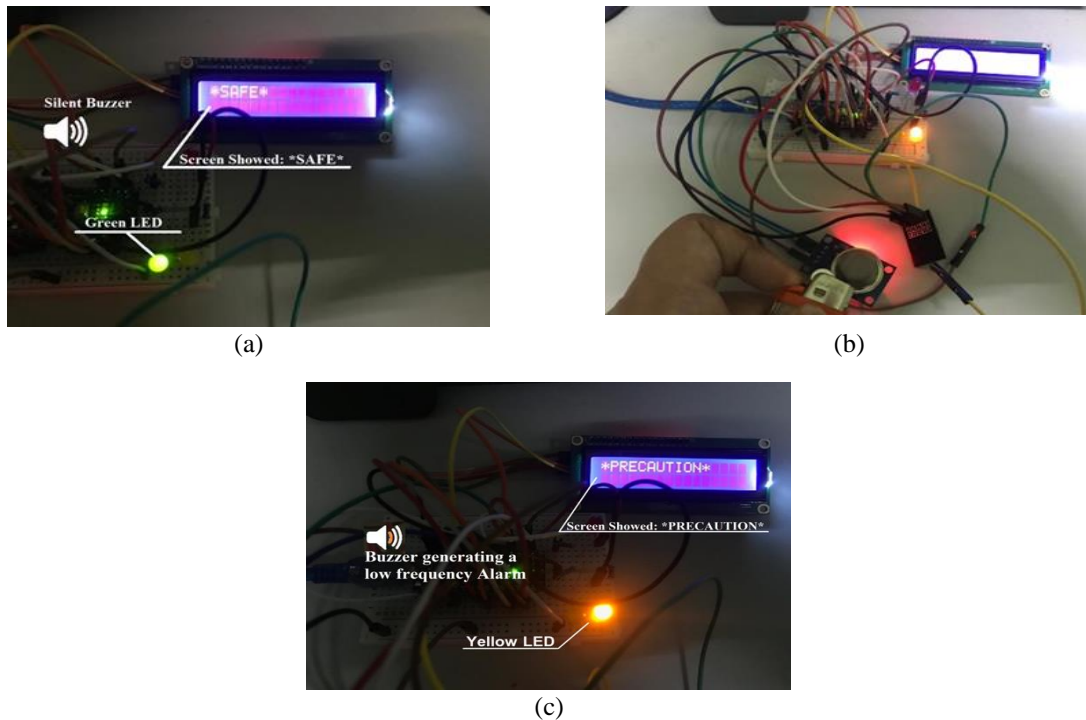 *SAFE*
Silent Buzzer
Screen Showed: *SAFE*
Green LED
(a)
(b)
*PRECAUTION*
Screen Showed: *PRECAUTION*
Buzzer generating a
low frequency Alarm
Yellow LED
(c)